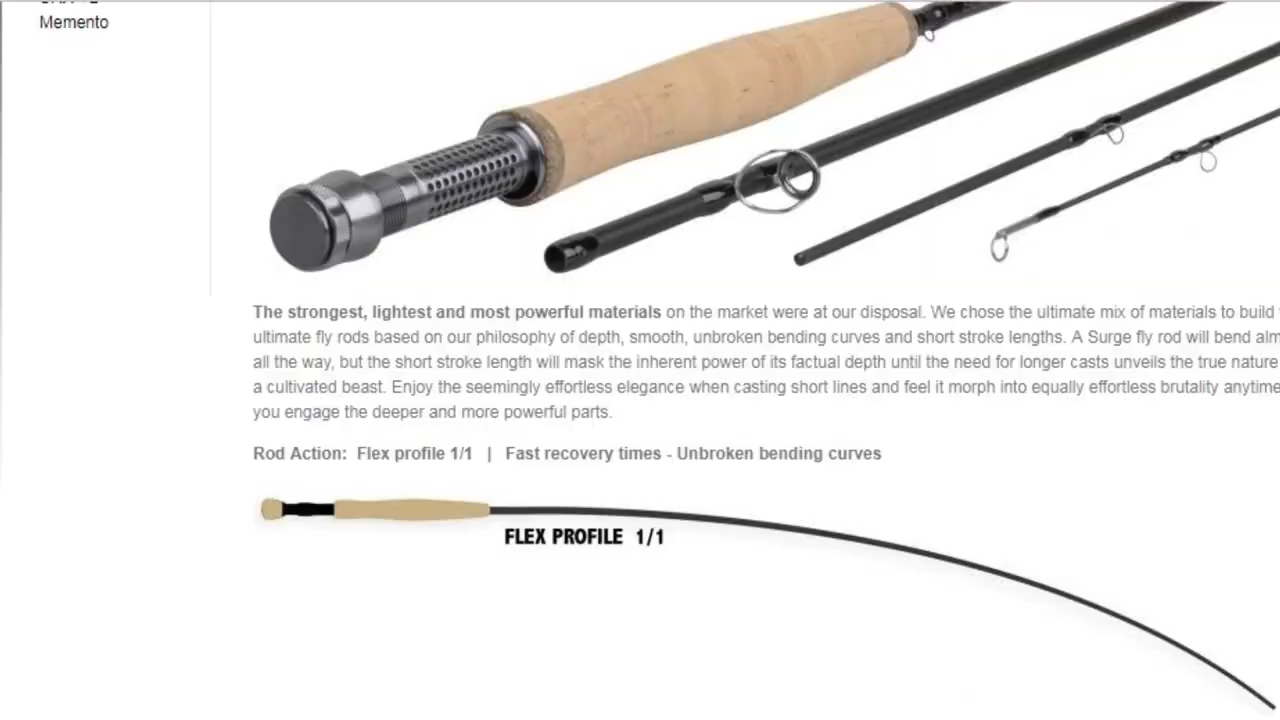 Memento
The strongest, lightest and most powerful materials on the market were at our disposal. We chose the ultimate mix of materials to build
ultimate fly rods based on our philosophy of depth, smooth, unbroken bending curves and short stroke lengths. A Surge fly rod will bend
all the way, but the short stroke length will mask the inherent power of its factual depth until the need for longer casts unveils the true nature
a cultivated beast. Enjoy the seemingly effortless elegance when casting short lines and feel it morph into equally effortless brutality anytime
you engage the deeper and more powerful parts.
Rod Action: Flex profile 1/1 | Fast recovery times - Unbroken bending curves
FLEX PROFILE 1/1